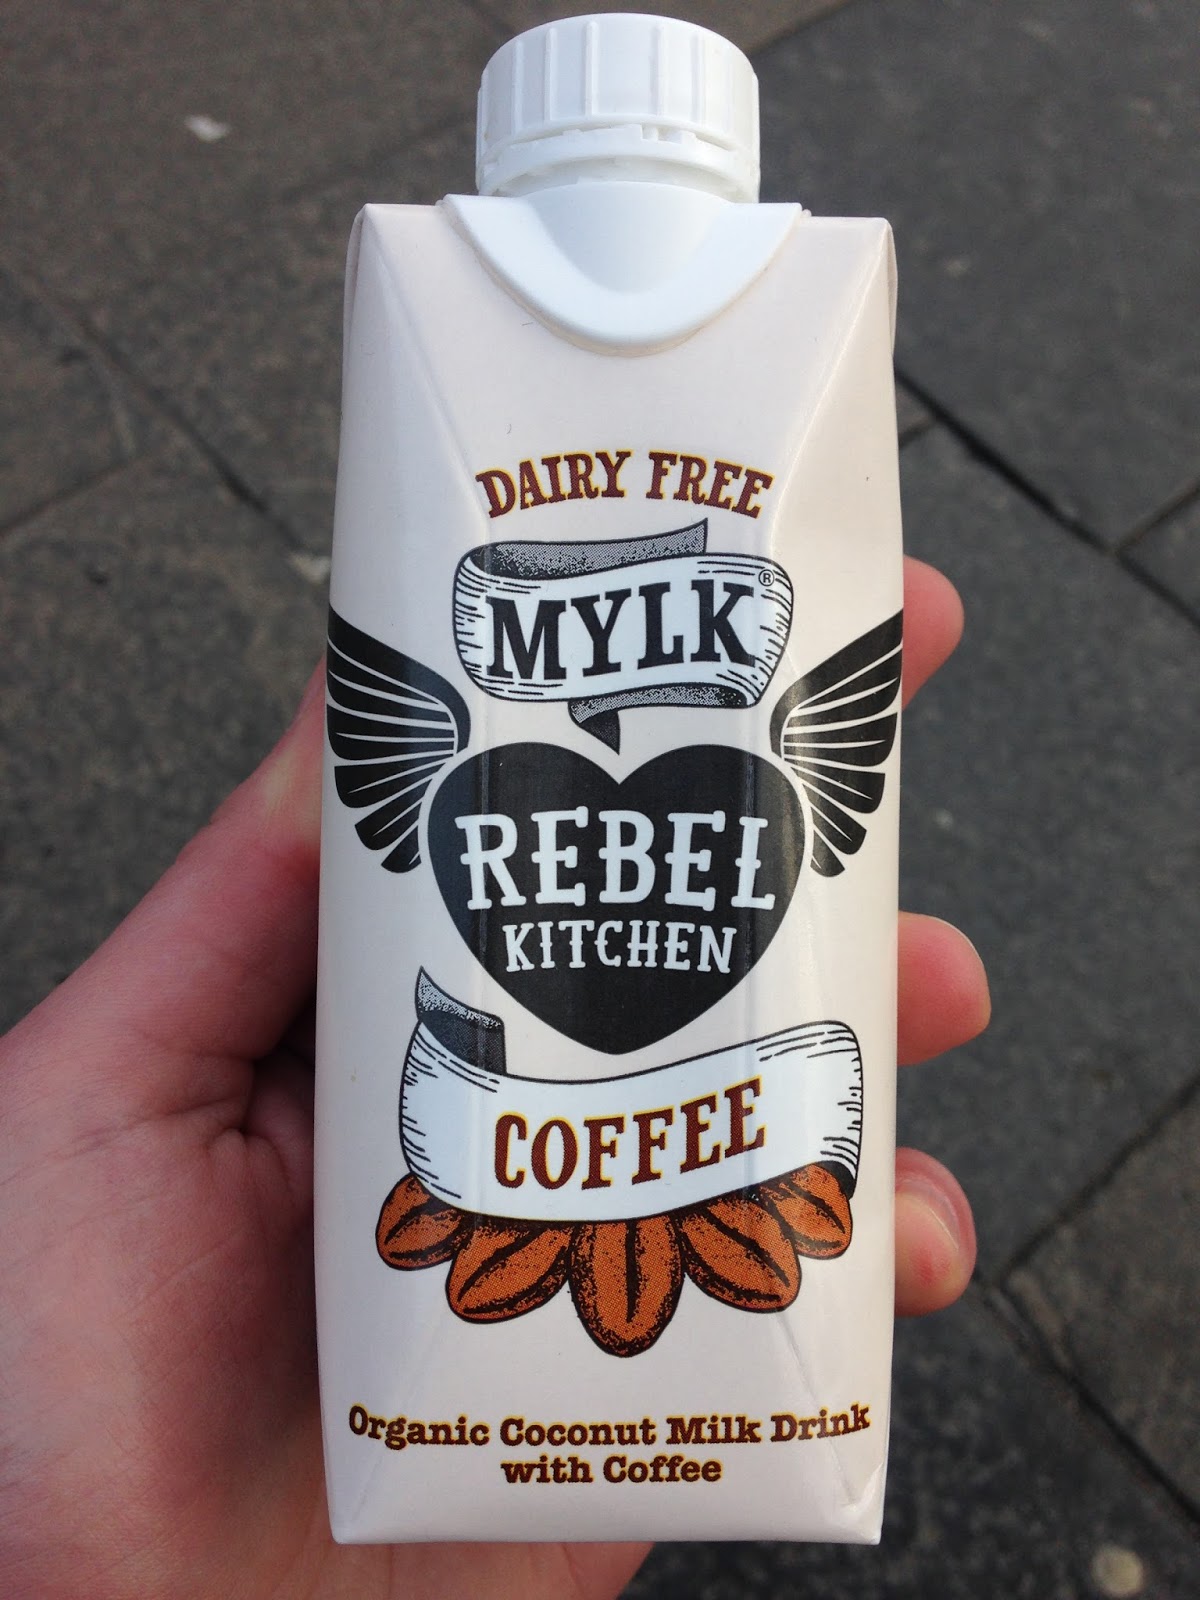 DAIRY FREE
MYLK®
REBEL
KITCHEN
COFFEE
Organic Coconut Milk Drink
with Coffee